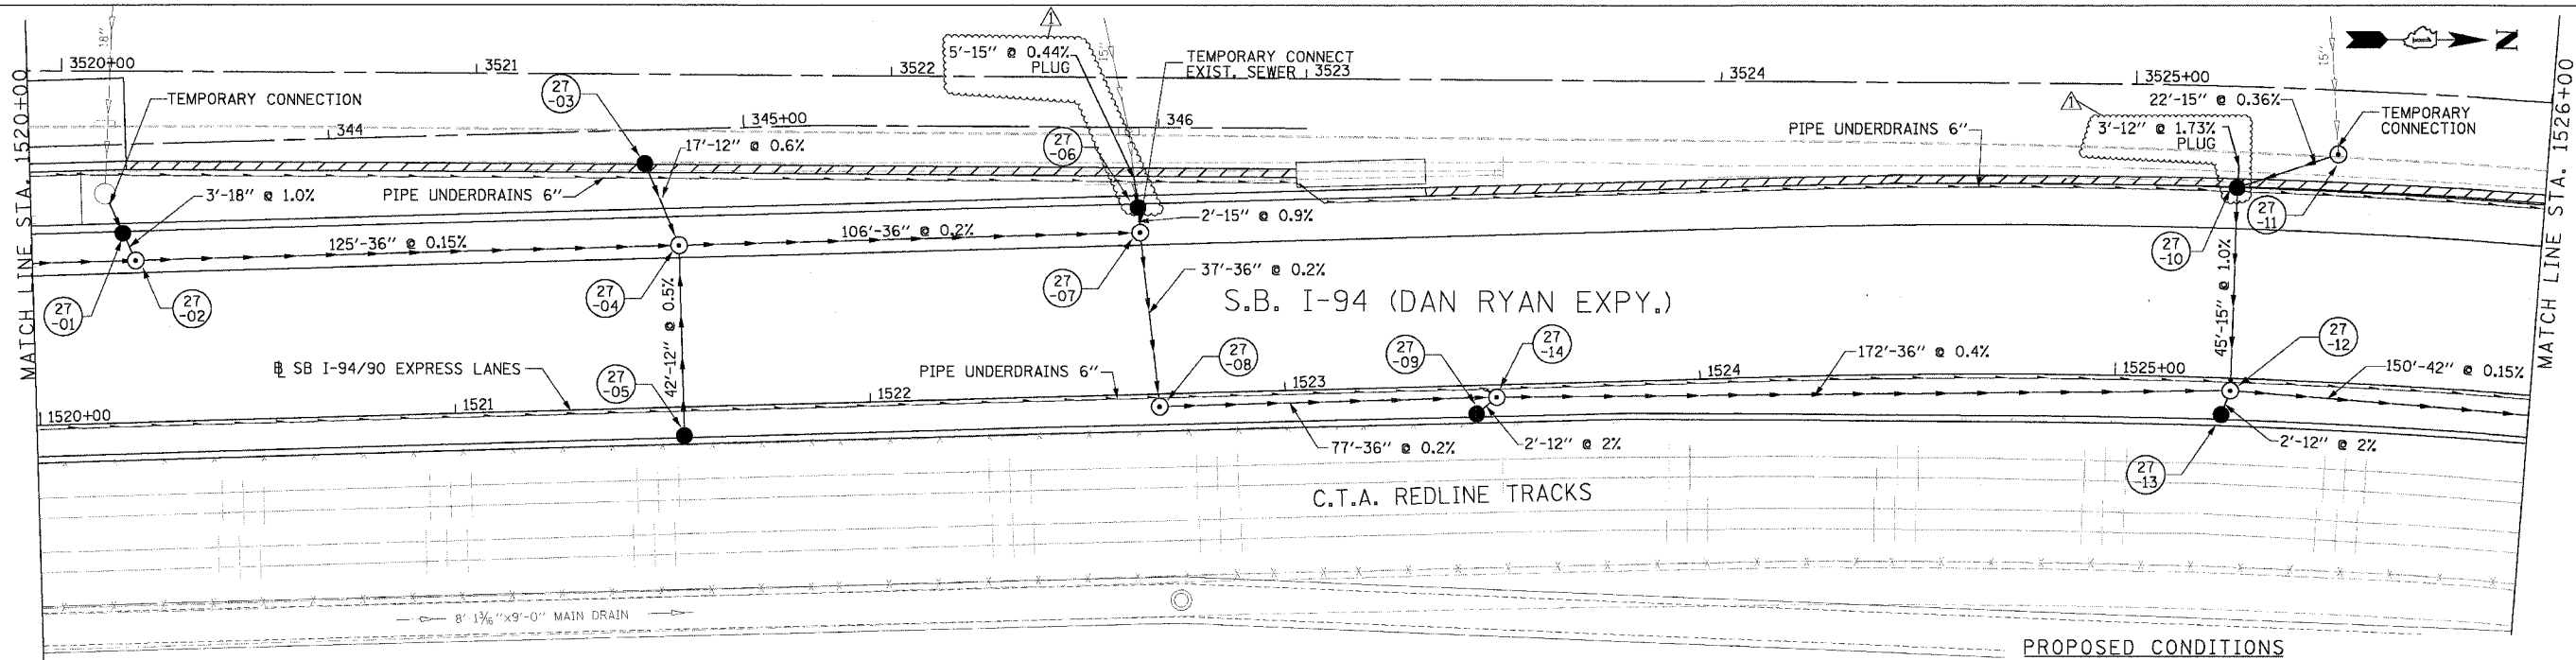 18"
1
15"
15"
N
5'-15" @ 0.44%
PLUG
TEMPORARY CONNECT
EXIST. SEWER
3520+00
3521
3522
3523
3524
3525+00
MATCH LINE STA. 1520+00
MATCH LINE STA. 1526+00
TEMPORARY CONNECTION
27
-03
344
345+00
346
27
-06
17'-12" @ 0.6%
PIPE UNDERDRAINS 6"
1
22'-15" @ 0.36%
3'-12" @ 1.73%
PLUG
TEMPORARY
CONNECTION
3'-18" @ 1.0%
PIPE UNDERDRAINS 6"
2'-15" @ 0.9%
27
-11
125'-36" @ 0.15%
106'-36" @ 0.2%
27
-10
27
-01
27
-02
27
-04
27
-07
37'-36" @ 0.2%
S.B. I-94 (DAN RYAN EXPY.)
42'-12" @ 0.5%
45'-15" @ 1.0%
℄ SB I-94/90 EXPRESS LANES
27
-05
PIPE UNDERDRAINS 6"
27
-08
27
-09
27
-14
172'-36" @ 0.4%
27
-12
150'-42" @ 0.15%
1520+00
1521
1522
1523
1524
1525+00
77'-36" @ 0.2%
2'-12" @ 2%
2'-12" @ 2%
27
-13
C.T.A. REDLINE TRACKS
8' 1 3⁄16"x9'-0" MAIN DRAIN
PROPOSED CONDITIONS